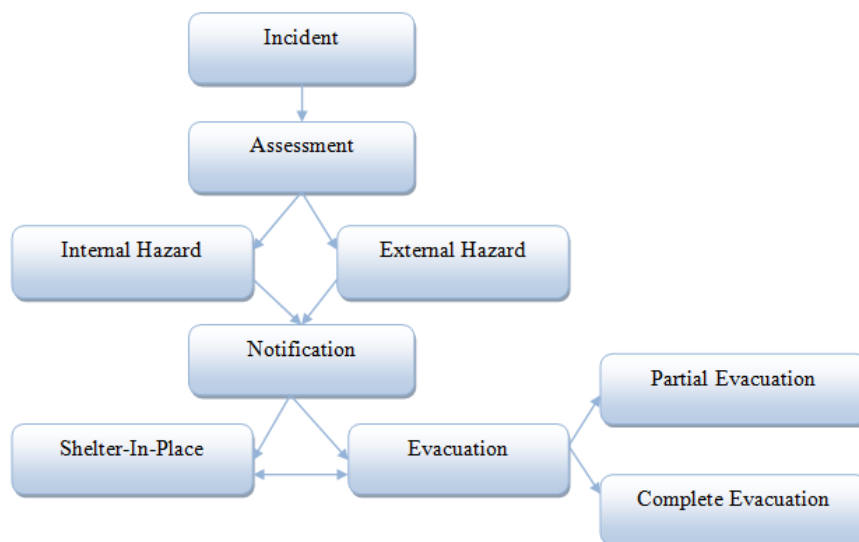 Incident
Assessment
Internal Hazard
External Hazard
Notification
Partial Evacuation
Shelter-In-Place
Evacuation
Complete Evacuation